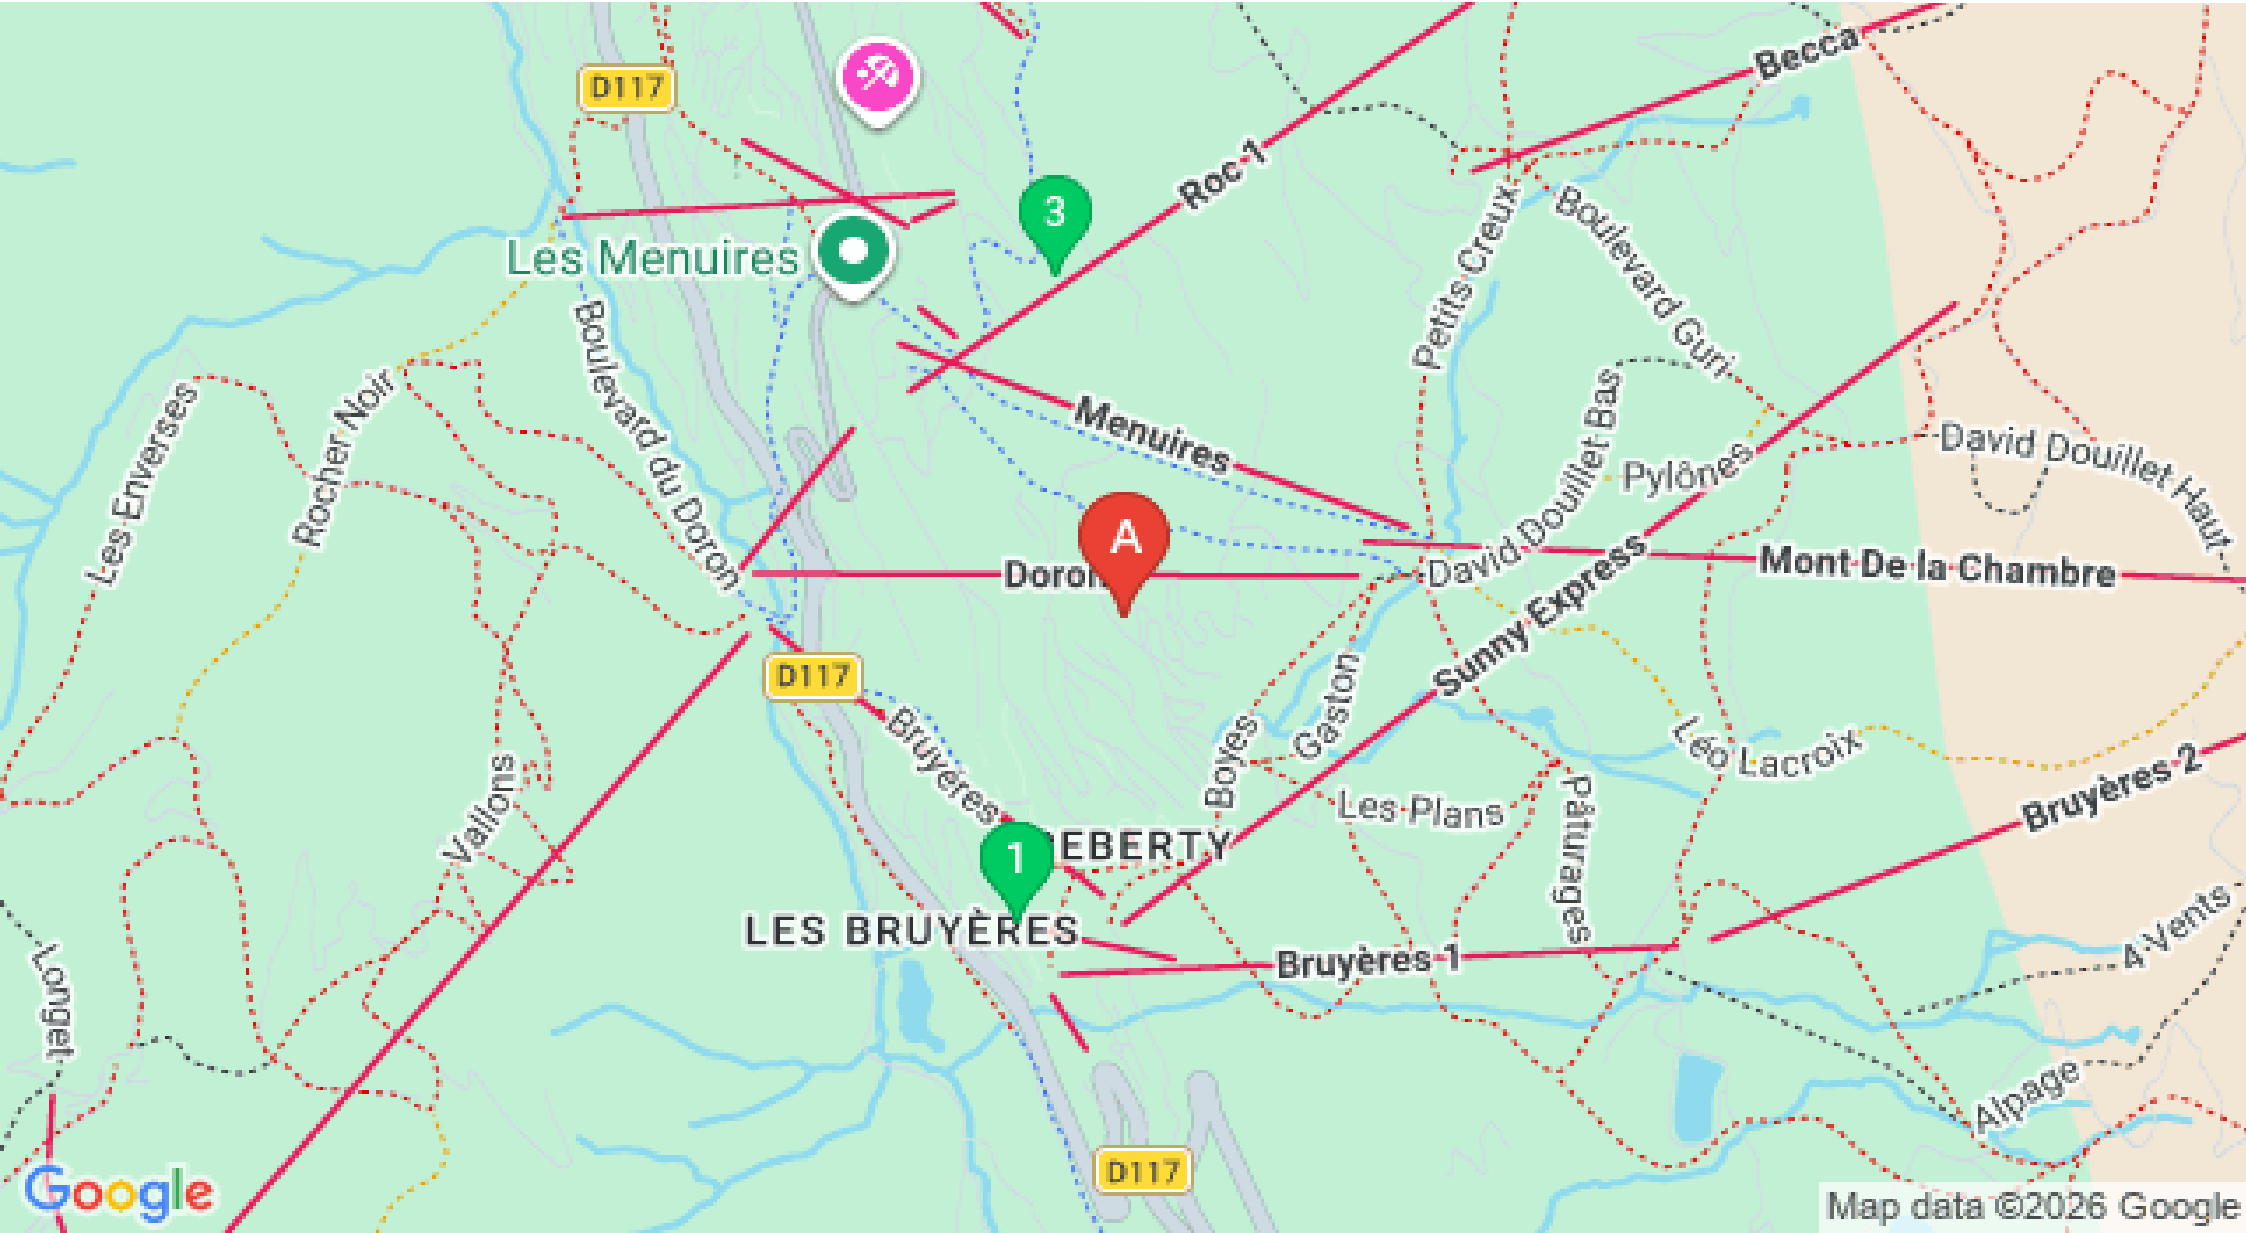 Becca
D117
Roc 1
3
Les Menuires
Petits Creux
Boulevard Guri
Boulevard du Doron
Les Enverses
Rocher Noir
Menuires
David Douillet Bas
Pylônes
David Douillet Haut
A
Doron
Mont De la Chambre
Sunny Express
D117
Gaston
Boyes
Bruyères
Léo Lacroix
Les Plans
Bruyères 2
Vallons
Pâturages
1
EBERTY
LES BRUYÈRES
Bruyères 1
4 Vents
Longet
Alpage
D117
Google
Map data ©2026 Google